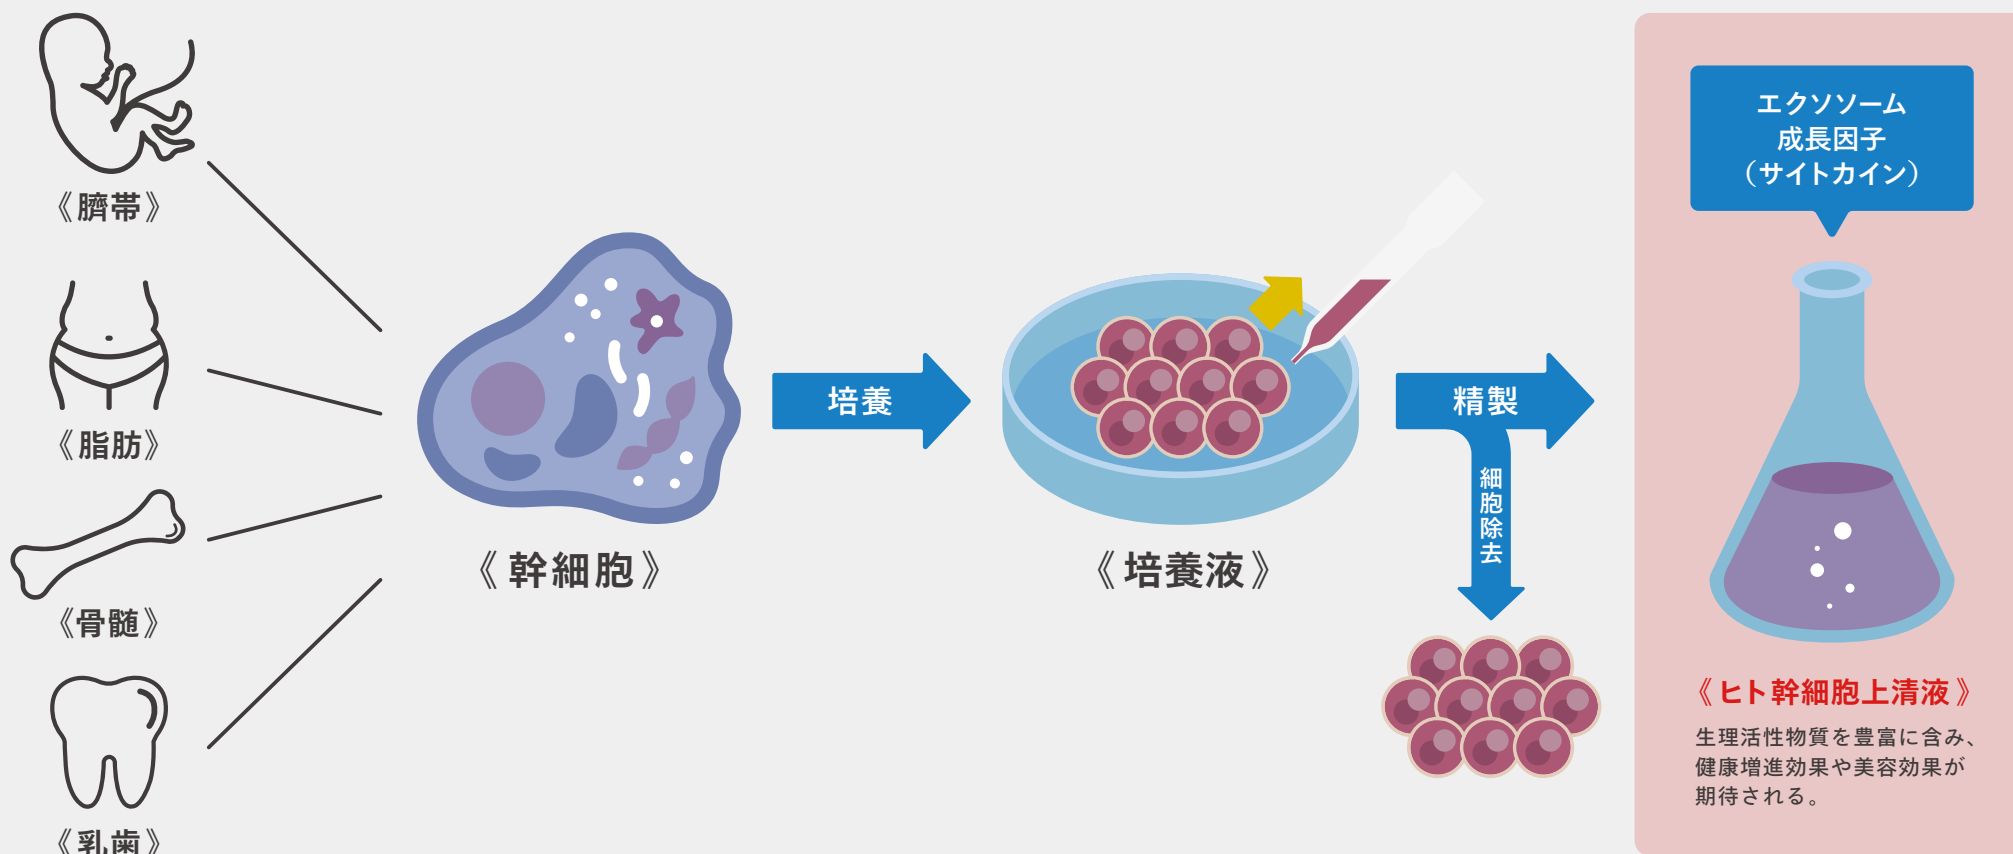 《臍帯》
《脂肪》
《骨髄》
《乳歯》
《幹細胞》
培養
《培養液》
精製
細胞除去
エクソソーム
成長因子
（サイトカイン）
《ヒト幹細胞上清液》
生理活性物質を豊富に含み、
健康増進効果や美容効果が
期待される。